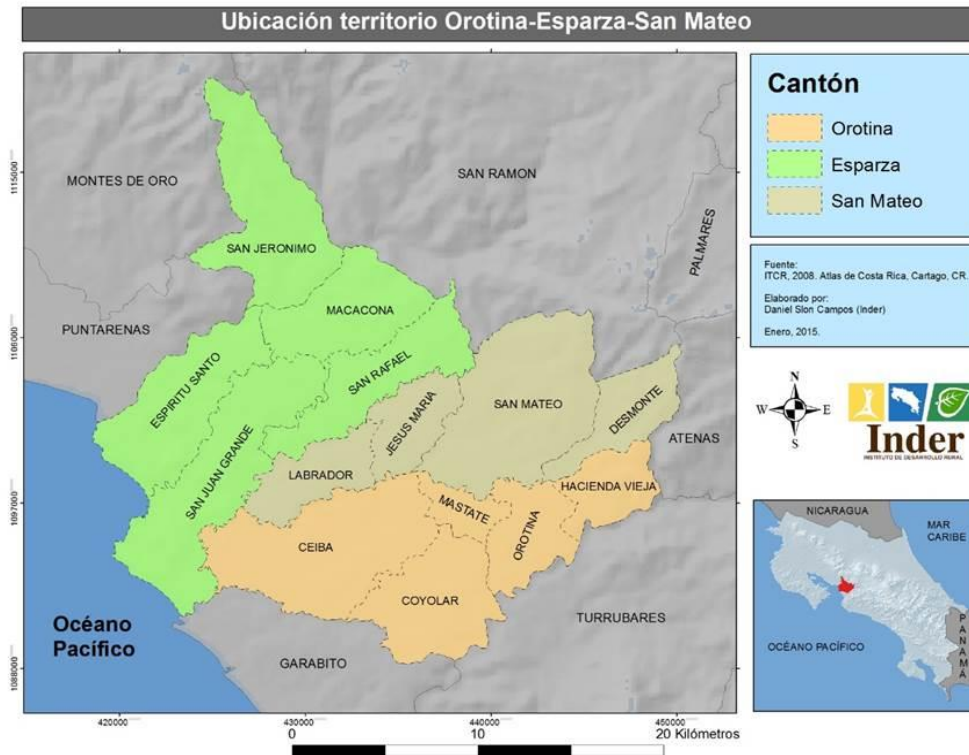 Ubicación territorio Orotina-Esparza-San Mateo
MONTES DE ORO
SAN RAMON
PALMARES
SAN JERONIMO
MACACONA
PUNTARENAS
ESPIRITU SANTO
SAN RAFAEL
SAN JUAN GRANDE
JESUS MARIA
SAN MATEO
DESMONTE
ATENAS
LABRADOR
HACIENDA VIEJA
MASTATE
OROTINA
CEIBA
COYOLAR
TURRUBARES
GARABITO
Océano
Pacífico
1115000
1106000
1097000
1088000
420000
430000
440000
450000
0 10 20 Kilómetros
Cantón
Orotina
Esparza
San Mateo
Fuente:
ITCR, 2008. Atlas de Costa Rica, Cartago, CR.
Elaborado por:
Daniel Slon Campos (Inder)
Enero, 2015.
N
W E
S
Inder
INSTITUTO DE DESARROLLO RURAL
NICARAGUA
MAR
CARIBE
OCÉANO PACÍFICO
PANAMÁ